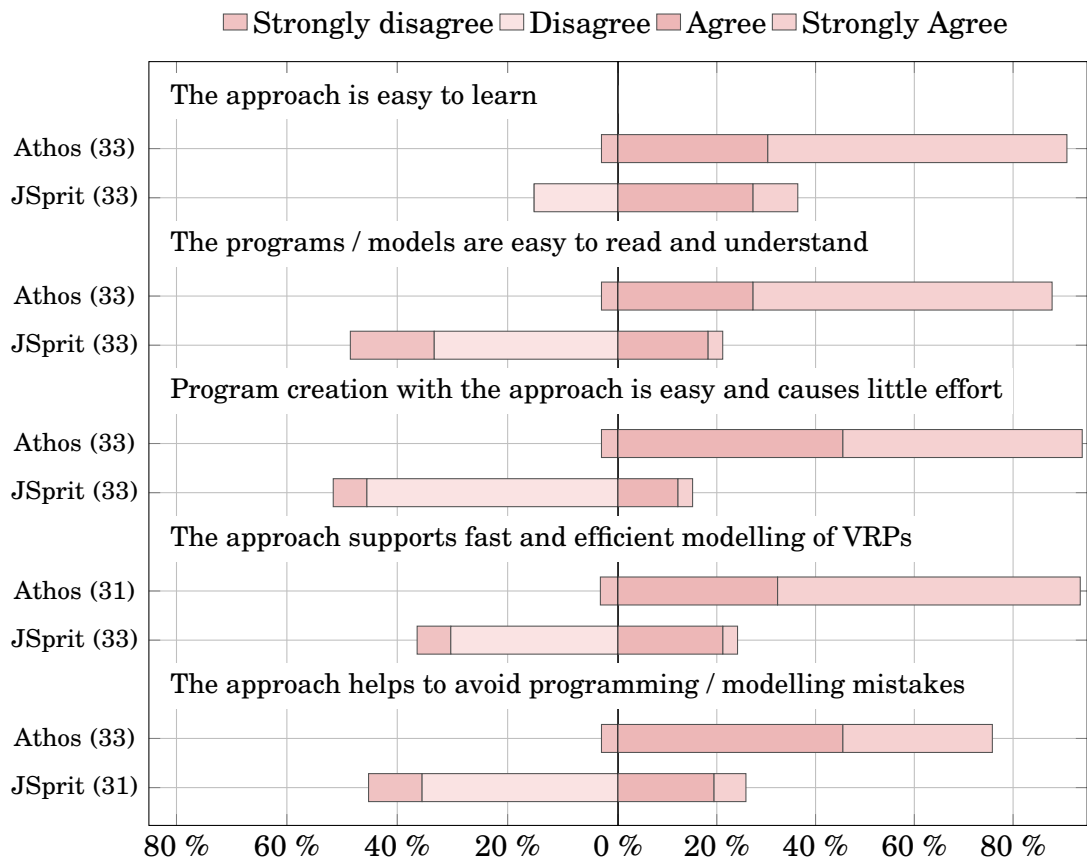 Strongly disagree Disagree Agree Strongly Agree
The approach is easy to learn
Athos (33)
JSprit (33)
The programs / models are easy to read and understand
Athos (33)
JSprit (33)
Program creation with the approach is easy and causes little effort
Athos (33)
JSprit (33)
The approach supports fast and efficient modelling of VRPs
Athos (31)
JSprit (33)
The approach helps to avoid programming / modelling mistakes
Athos (33)
JSprit (31)
80 % 60 % 40 % 20 % 0 % 20 % 40 % 60 % 80 %